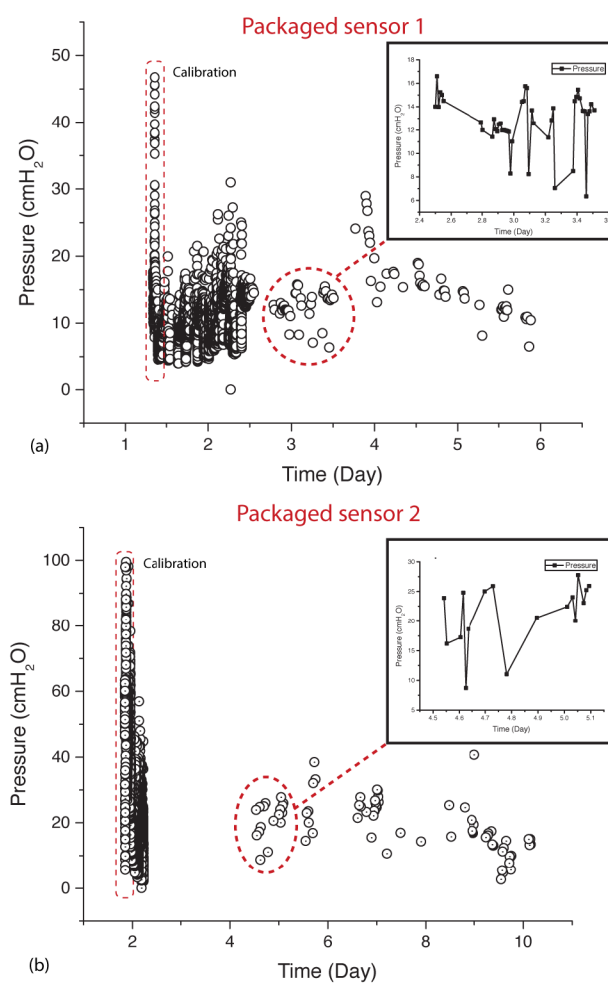 Packaged sensor 1
50
40
30
20
10
0
Pressure (cmH2O)
Calibration
1 2 3 4 5 6
Time (Day)
(a)
18
16
14
12
10
8
6
Pressure (cmH2O)
Pressure
2.4 2.6 2.8 3.0 3.2 3.4 3.
Time (Day)
Packaged sensor 2
100
80
60
40
20
0
Pressure (cmH2O)
Calibration
2 4 6 8 10
Time (Day)
(b)
30
25
20
15
10
5
Pressure (cmH2O)
Pressure
4.5 4.6 4.7 4.8 4.9 5.0 5.1
Time (Day)